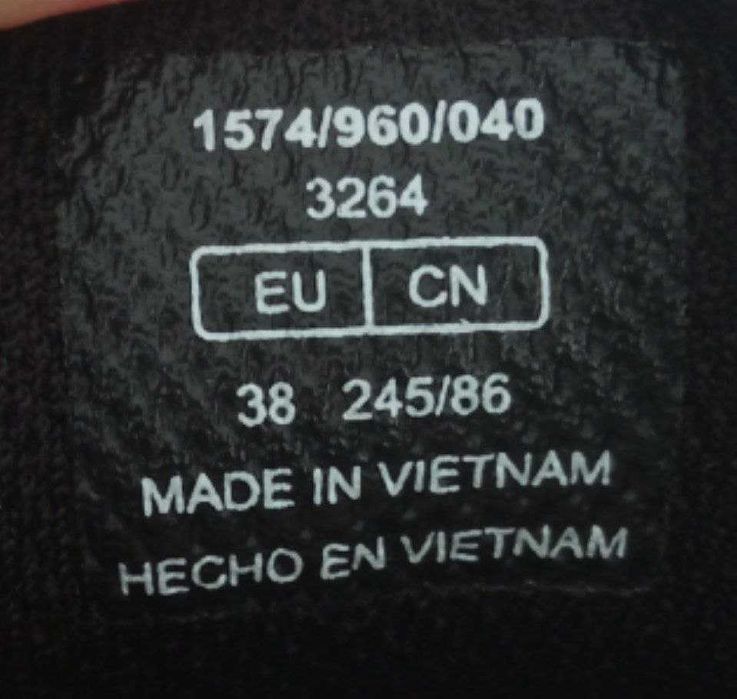 1574/960/040
3264
EU CN
38 245/86
MADE IN VIETNAM
HECHO EN VIETNAM